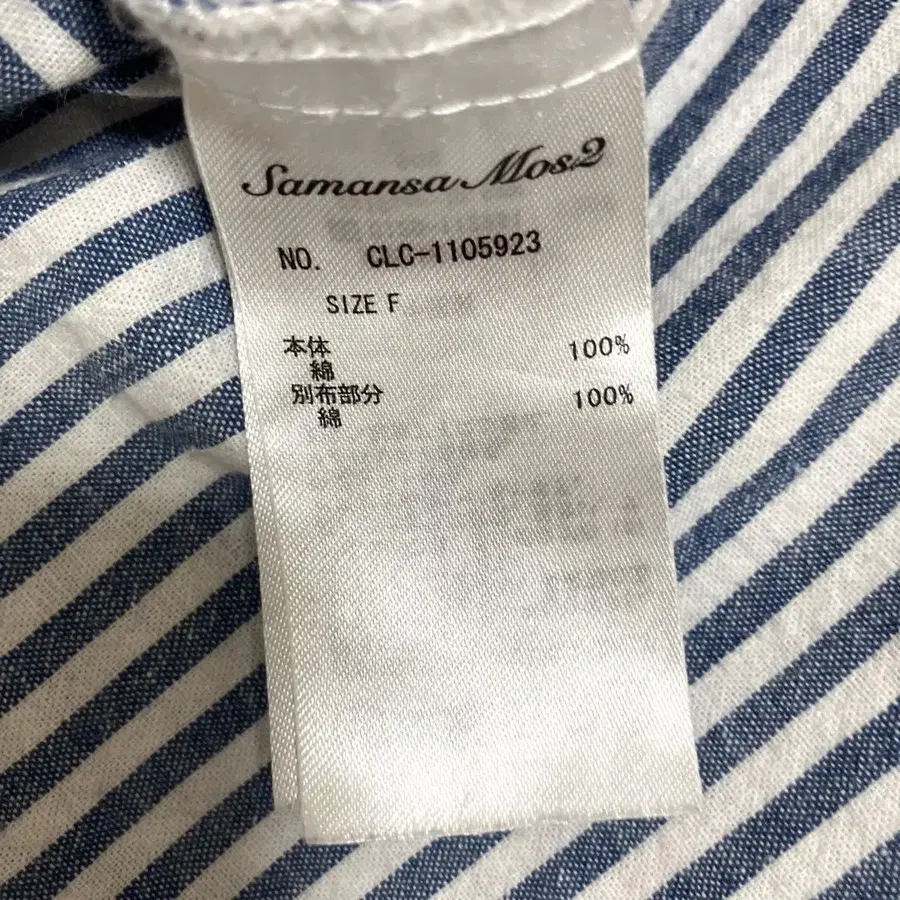 Samansa Mos2
NO. CLC-1105923
SIZE F
本体 100%
綿
別布部分 100%
綿